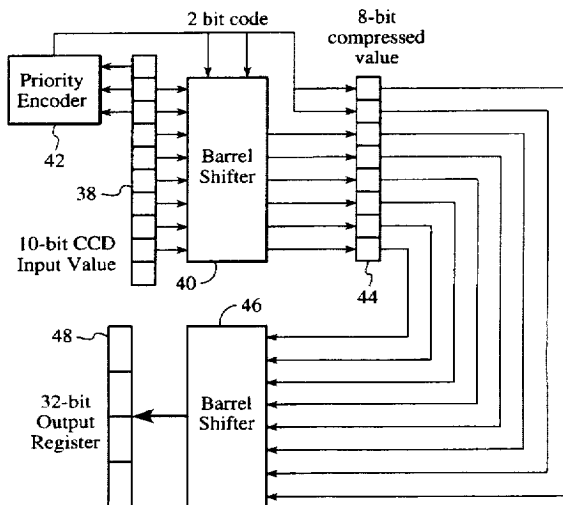 2 bit code
8-bit
compressed
value
Priority
Encoder
42
38
Barrel
Shifter
10-bit CCD
Input Value
40
44
46
48
32-bit
Output
Register
Barrel
Shifter